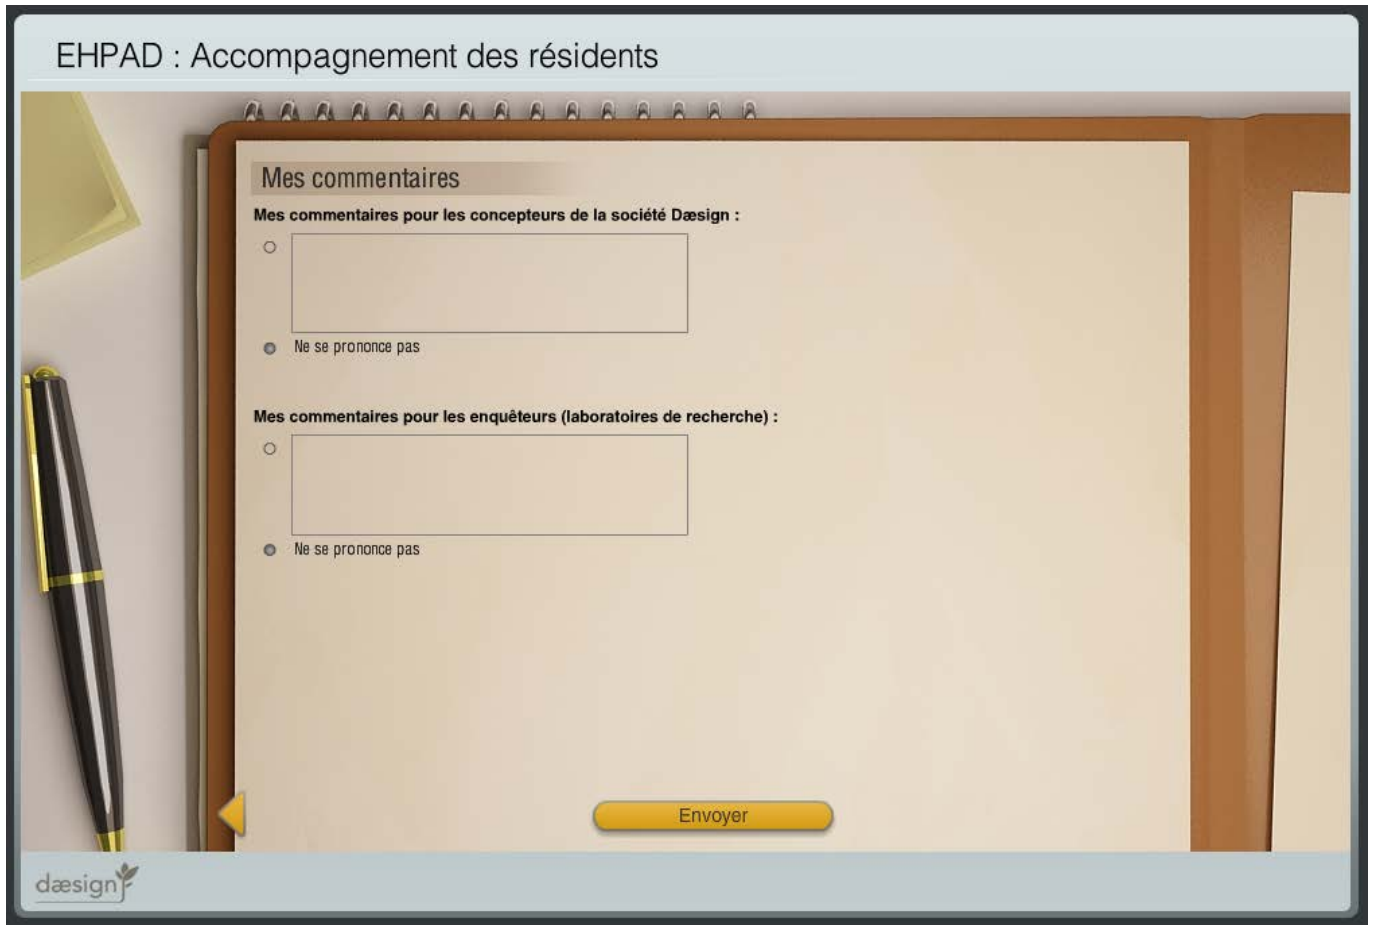 EHPAD : Accompagnement des résidents
Mes commentaires
Mes commentaires pour les concepteurs de la société Dæsign :
Ne se prononce pas
Mes commentaires pour les enquêteurs (laboratoires de recherche) :
Ne se prononce pas
Envoyer
dæsign